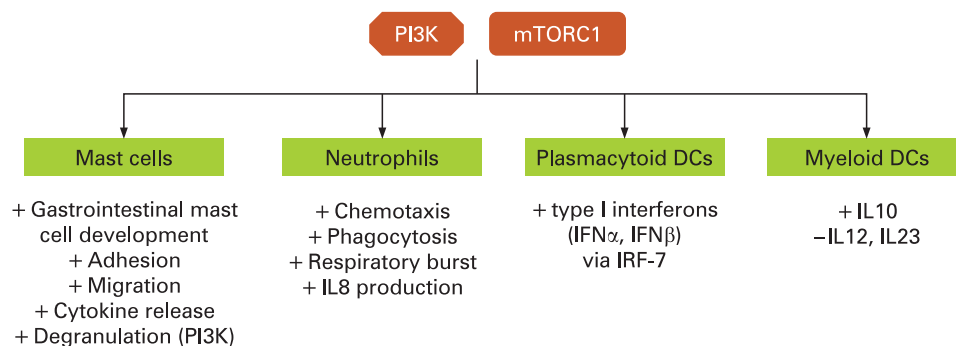 PI3K
mTORC1
Mast cells
+ Gastrointestinal mast
cell development
+ Adhesion
+ Migration
+ Cytokine release
+ Degranulation (PI3K)
Neutrophils
+ Chemotaxis
+ Phagocytosis
+ Respiratory burst
+ IL8 production
Plasmacytoid DCs
+ type I interferons
(IFNα, IFNβ)
via IRF-7
Myeloid DCs
+ IL10
−IL12, IL23